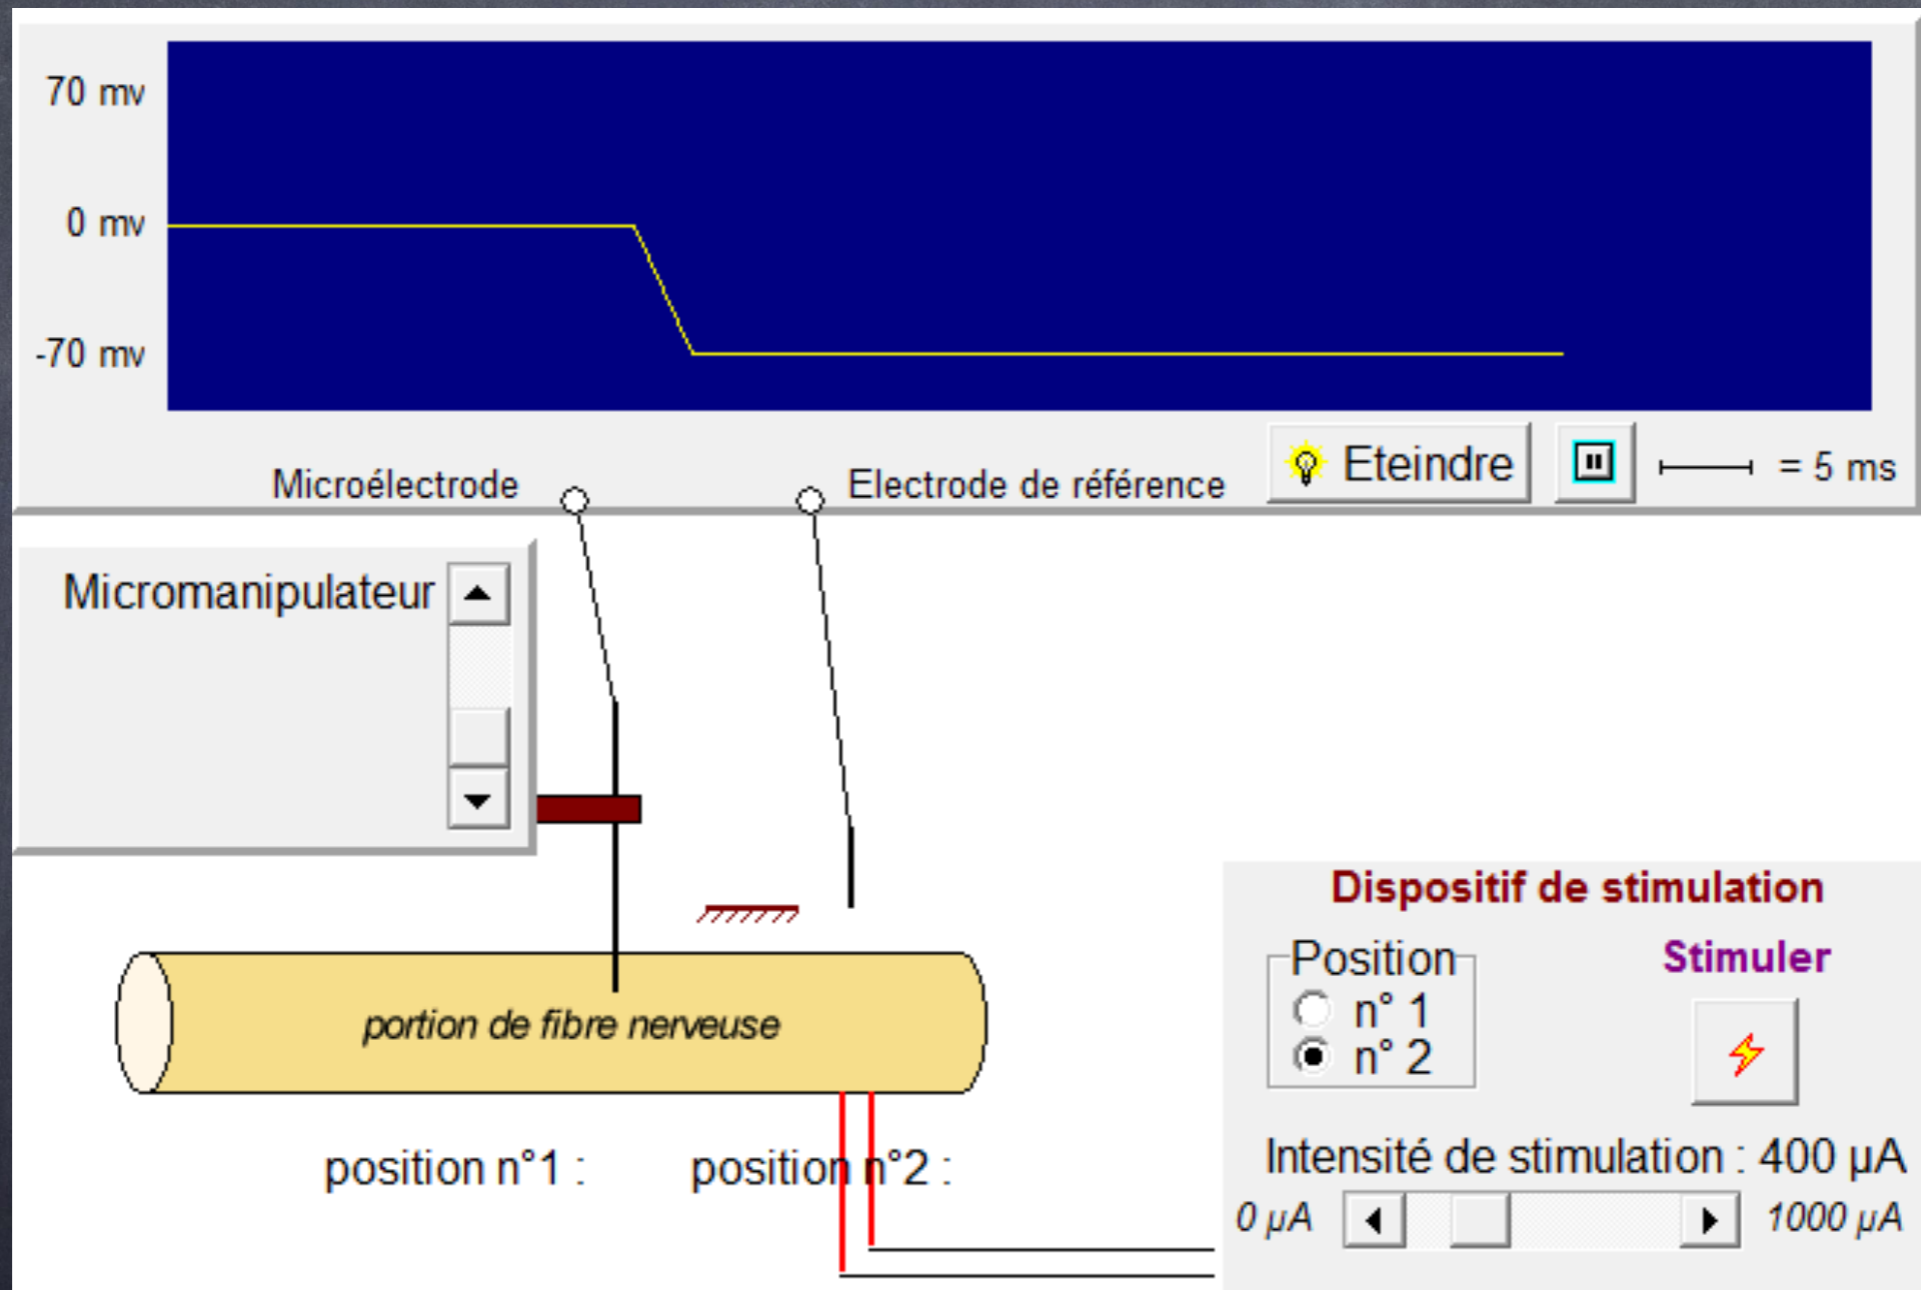 70 mv
0 mv
-70 mv
Microélectrode
Electrode de référence
Eteindre
= 5 ms
Micromanipulateur
portion de fibre nerveuse
position n°1 :
position n°2 :
Dispositif de stimulation
Position
n° 1
n° 2
Stimuler
Intensité de stimulation : 400 µA
0 µA
1000 µA